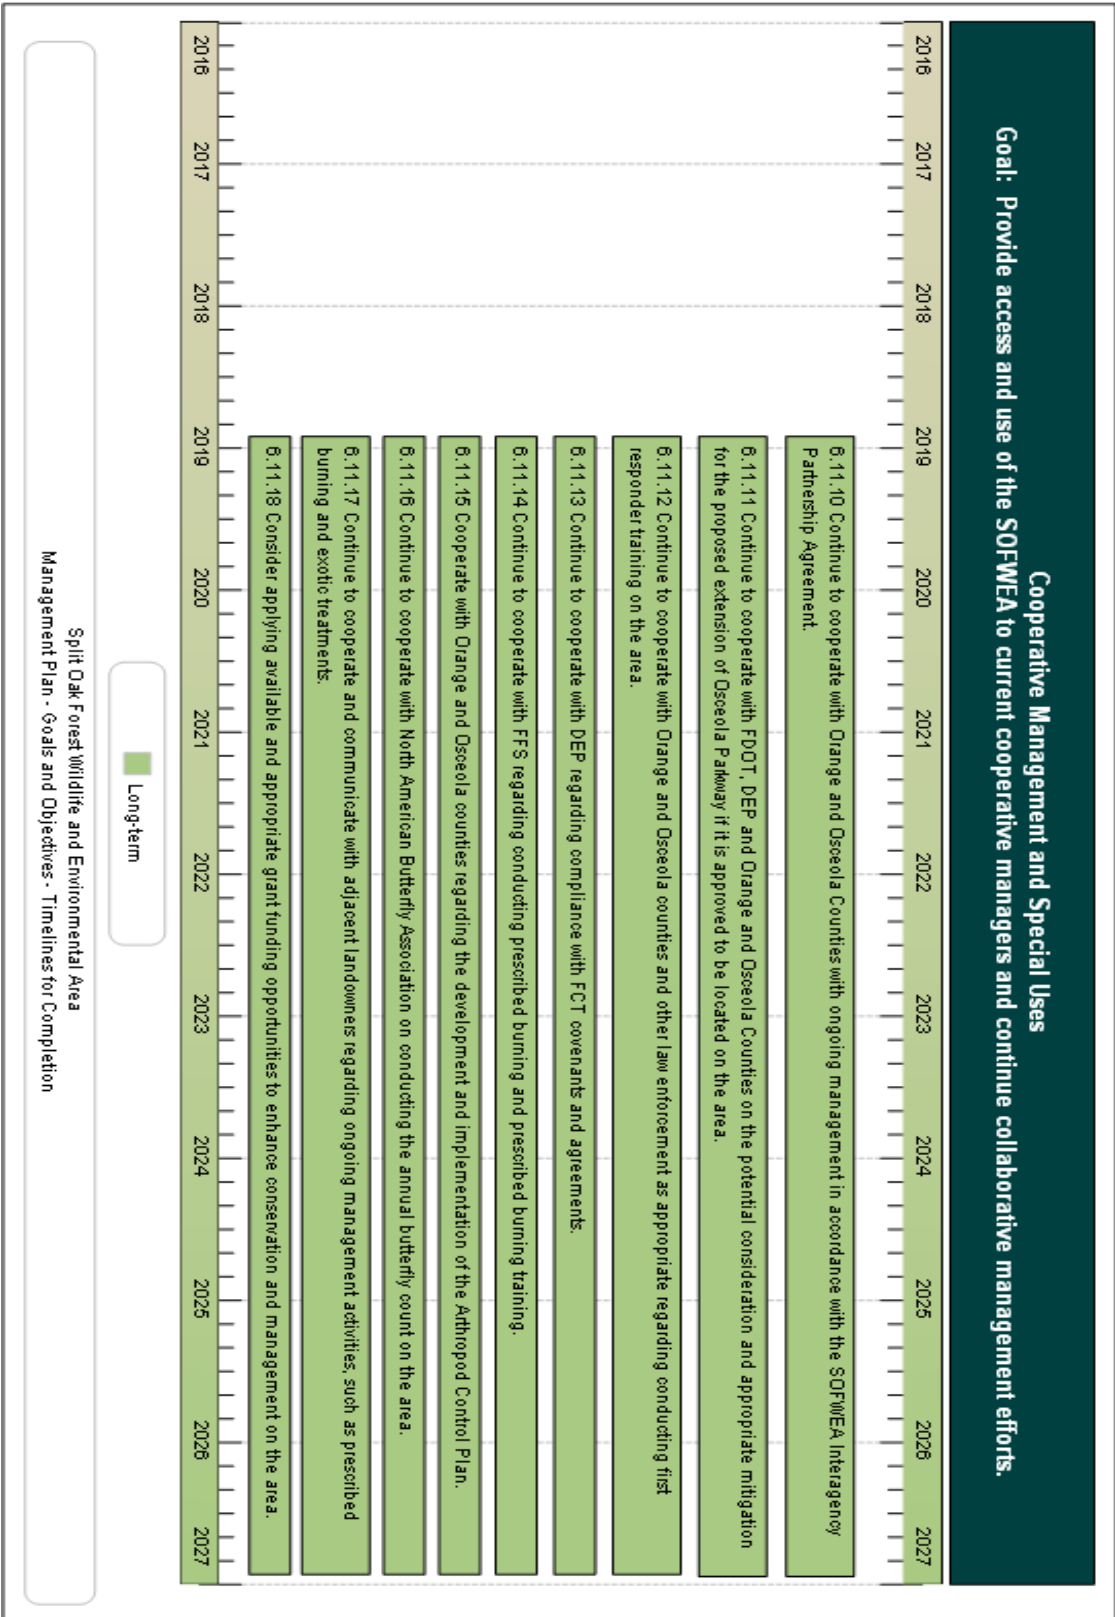 Cooperative Management and Special Uses
Goal: Provide access and use of the SOFWEA to current cooperative managers and continue collaborative management efforts.
2016 2017 2018 2019 2020 2021 2022 2023 2024 2025 2026 2027
6.11.10 Continue to cooperate with Orange and Osceola Counties with ongoing management in accordance with the SOFWEA Interagency
Partnership Agreement.
6.11.11 Continue to cooperate with FDOT, DEP and Orange and Osceola Counties on the potential consideration and appropriate mitigation
for the proposed extension of Osceola Parkway if it is approved to be located on the area.
6.11.12 Continue to cooperate with Orange and Osceola counties and other law enforcement as appropriate regarding conducting first
responder training on the area.
6.11.13 Continue to cooperate with DEP regarding compliance with FCT covenants and agreements.
6.11.14 Continue to cooperate with FFS regarding conducting prescribed burning and prescribed burning training.
6.11.15 Cooperate with Orange and Osceola counties regarding the development and implementation of the Arthropod Control Plan.
6.11.16 Continue to cooperate with North American Butterfly Association on conducting the annual butterfly count on the area.
6.11.17 Continue to cooperate and communicate with adjacent landowners regarding ongoing management activities, such as prescribed
burning and exotic treatments.
6.11.18 Consider applying available and appropriate grant funding opportunities to enhance conservation and management on the area.
2016 2017 2018 2019 2020 2021 2022 2023 2024 2025 2026 2027
Long-term
Split Oak Forest Wildlife and Environmental Area
Management Plan - Goals and Objectives - Timelines for Completion